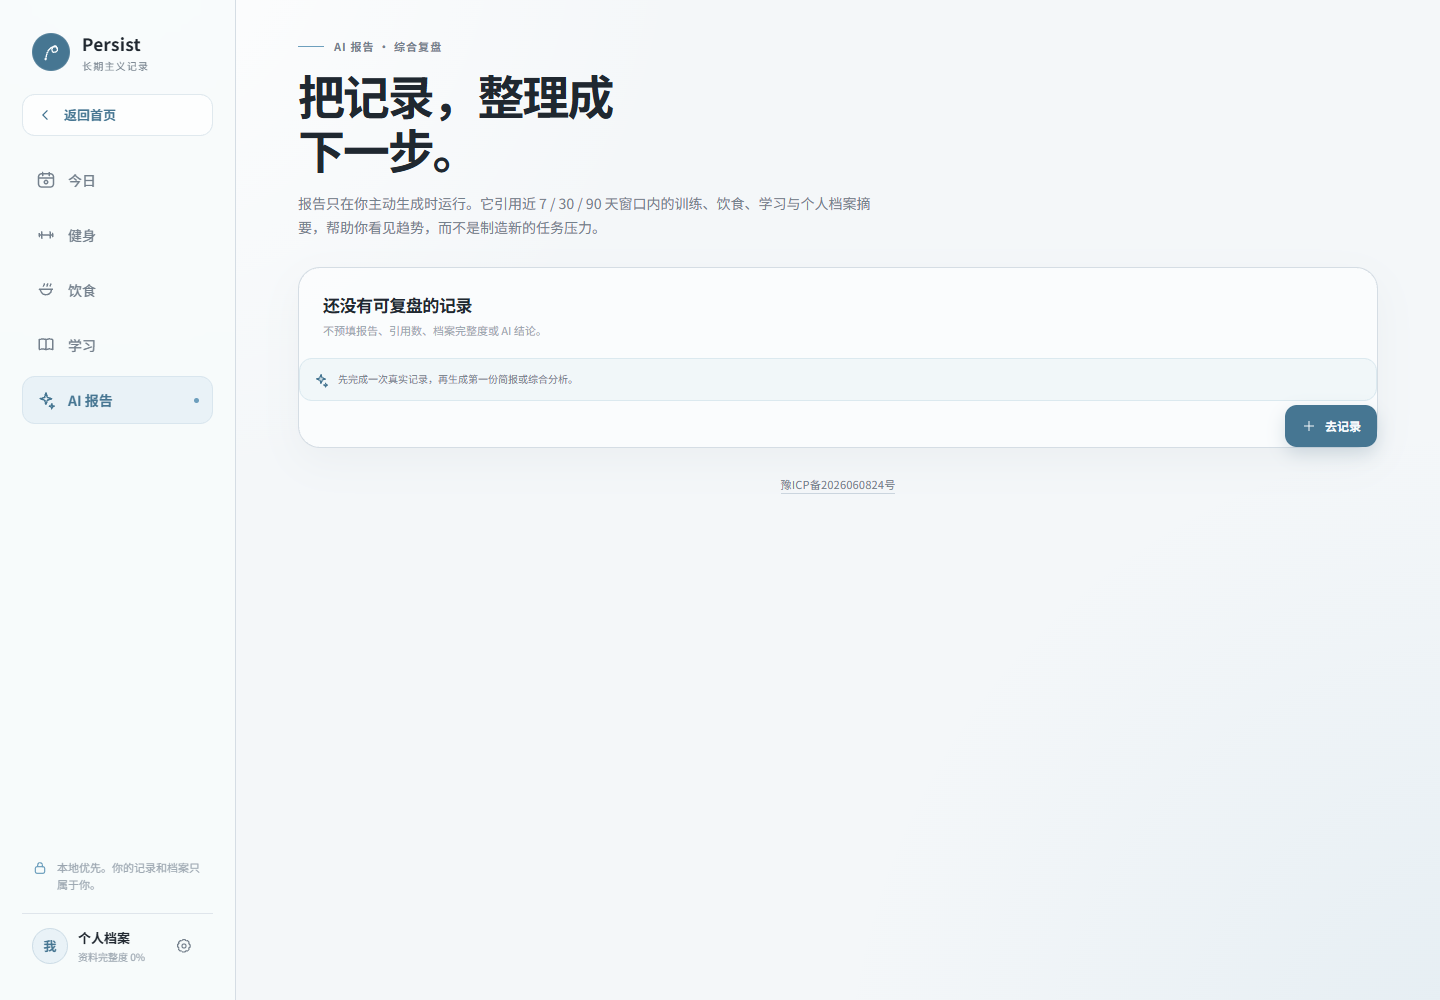 Persist
长期主义记录
返回首页
今日
健身
饮食
学习
AI 报告
本地优先。你的记录和档案只
属于你。
我
个人档案
资料完整度 0%
AI 报告 · 综合复盘
把记录，整理成
下一步。
报告只在你主动生成时运行。它引用近 7 / 30 / 90 天窗口内的训练、饮食、学习与个人档案摘
要，帮助你看见趋势，而不是制造新的任务压力。
还没有可复盘的记录
不预填报告、引用数、档案完整度或 AI 结论。
先完成一次真实记录，再生成第一份简报或综合分析。
去记录
豫ICP备2026060824号